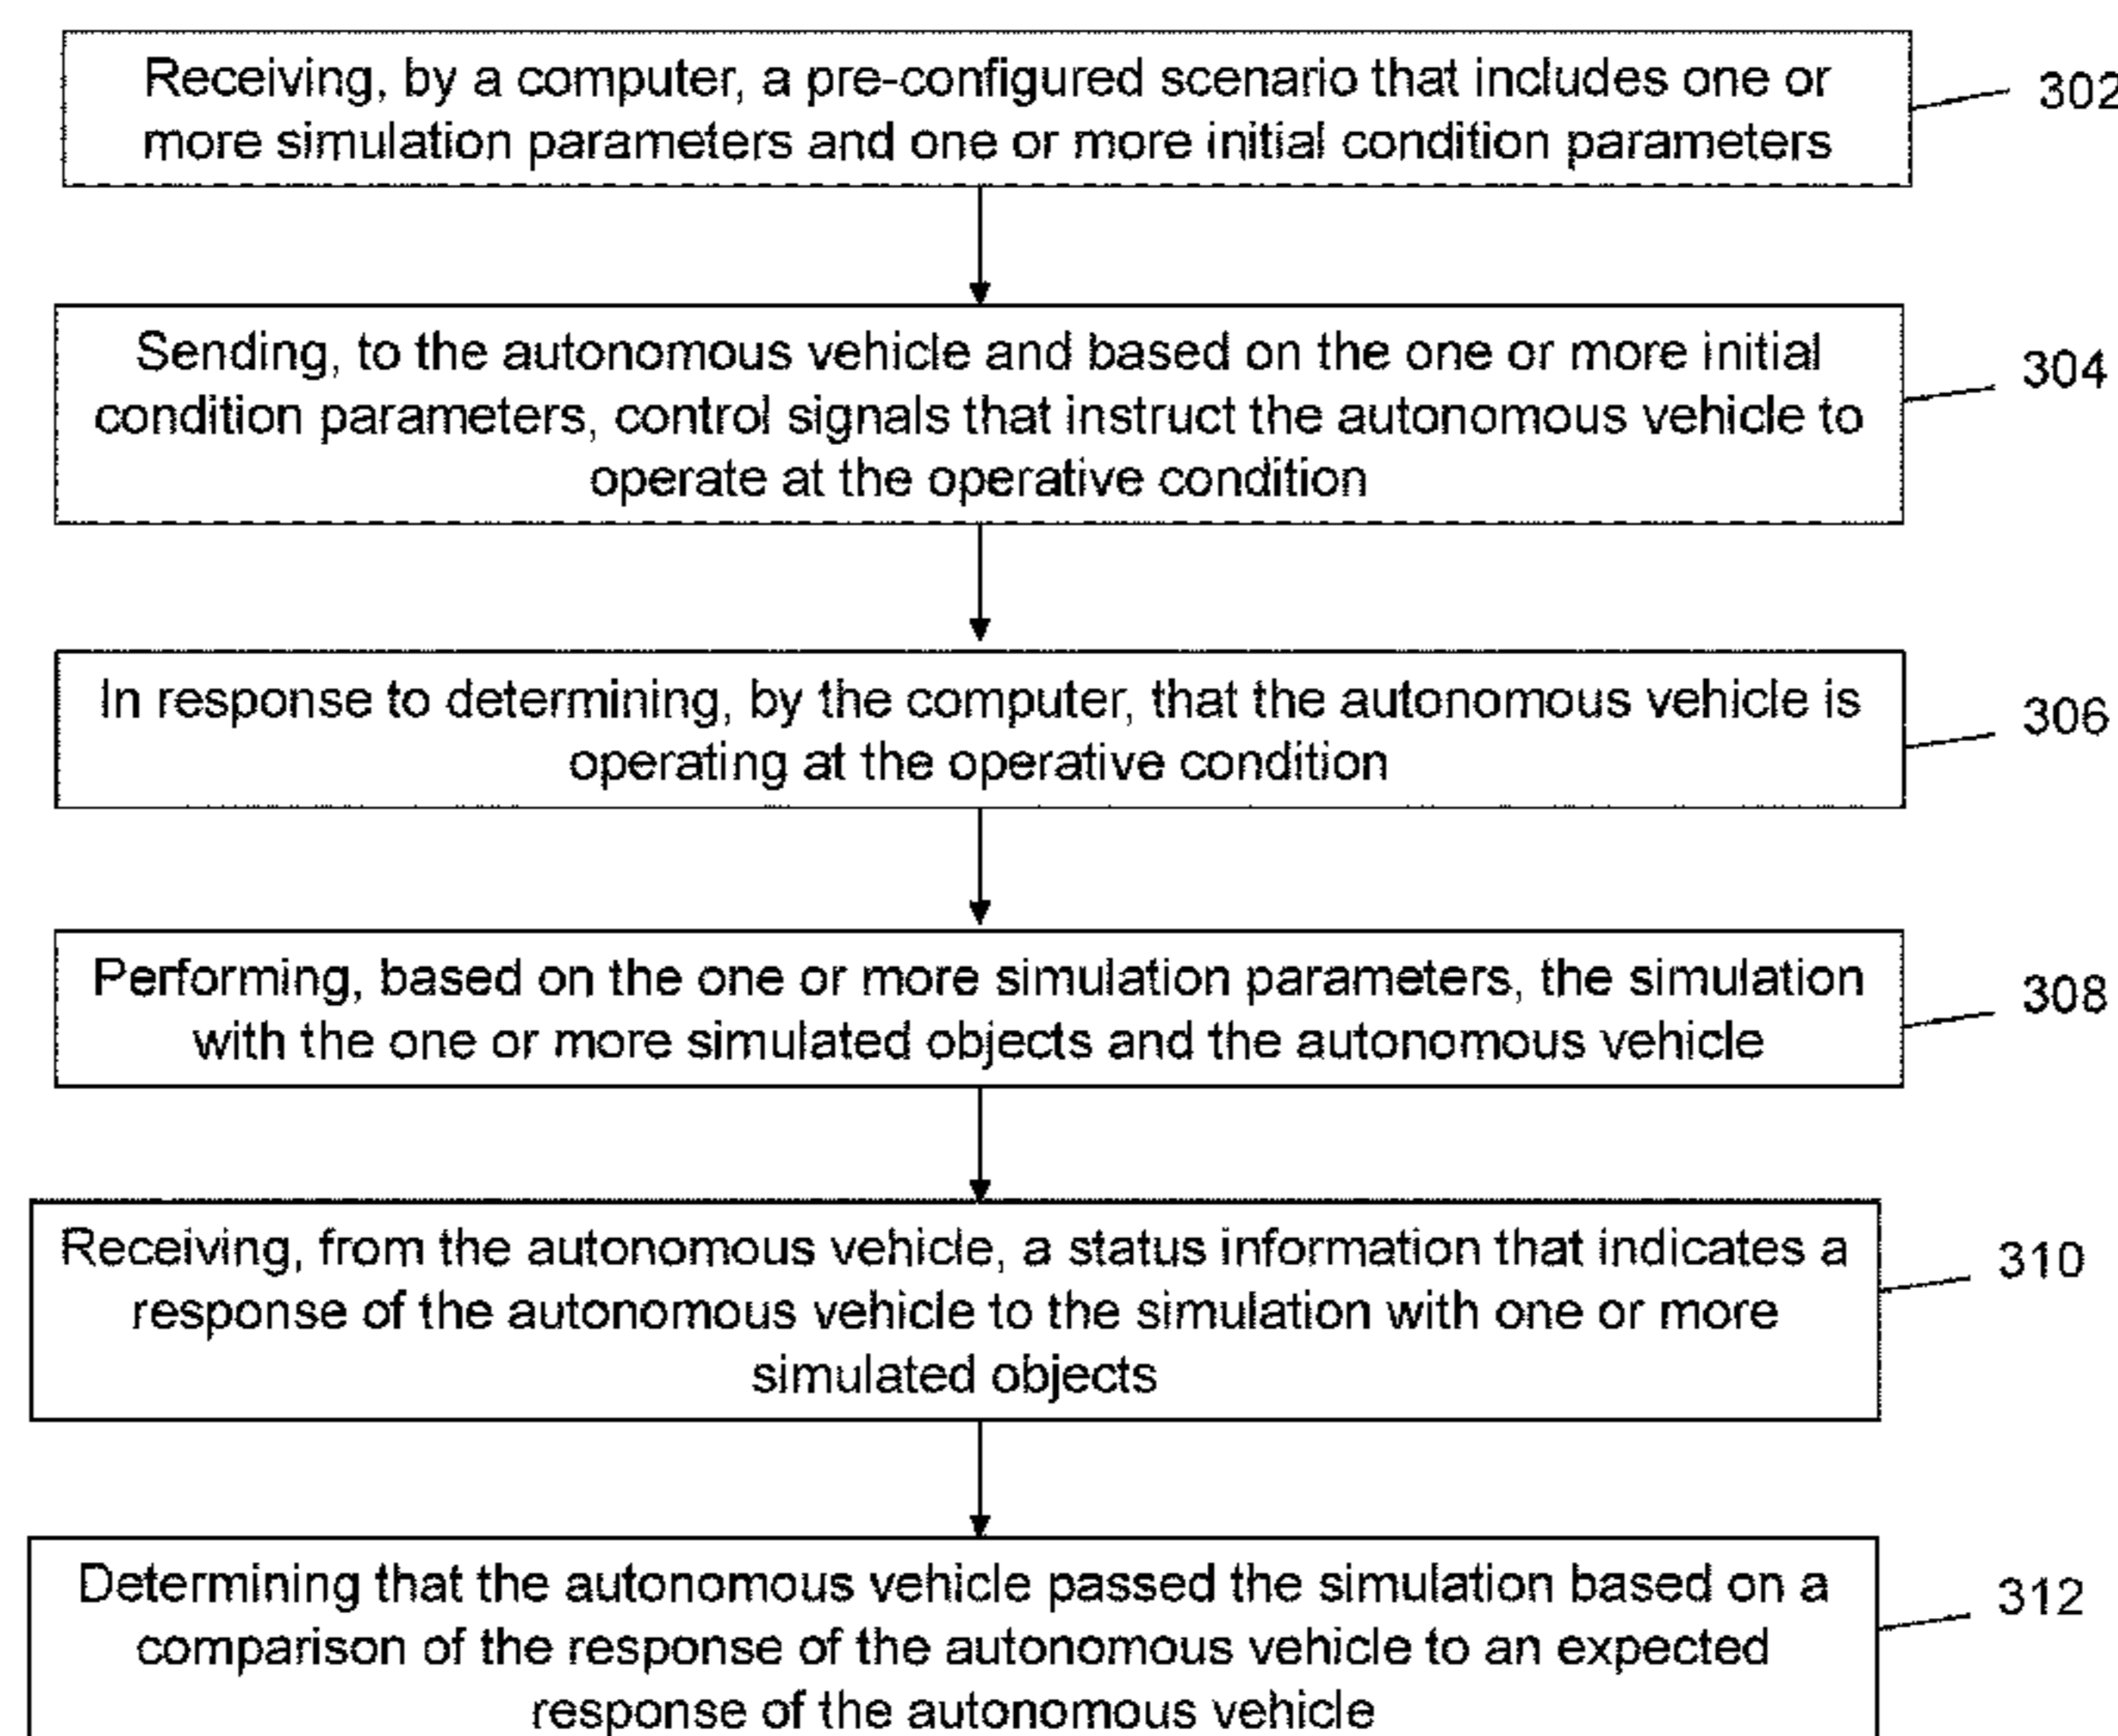 Receiving, by a computer, a pre-configured scenario that includes one or
more simulation parameters and one or more initial condition parameters
302
Sending, to the autonomous vehicle and based on the one or more initial
condition parameters, control signals that instruct the autonomous vehicle to
operate at the operative condition
304
In response to determining, by the computer, that the autonomous vehicle is
operating at the operative condition
306
Performing, based on the one or more simulation parameters, the simulation
with the one or more simulated objects and the autonomous vehicle
308
Receiving, from the autonomous vehicle, a status information that indicates a
response of the autonomous vehicle to the simulation with one or more
simulated objects
310
Determining that the autonomous vehicle passed the simulation based on a
comparison of the response of the autonomous vehicle to an expected
response of the autonomous vehicle
312